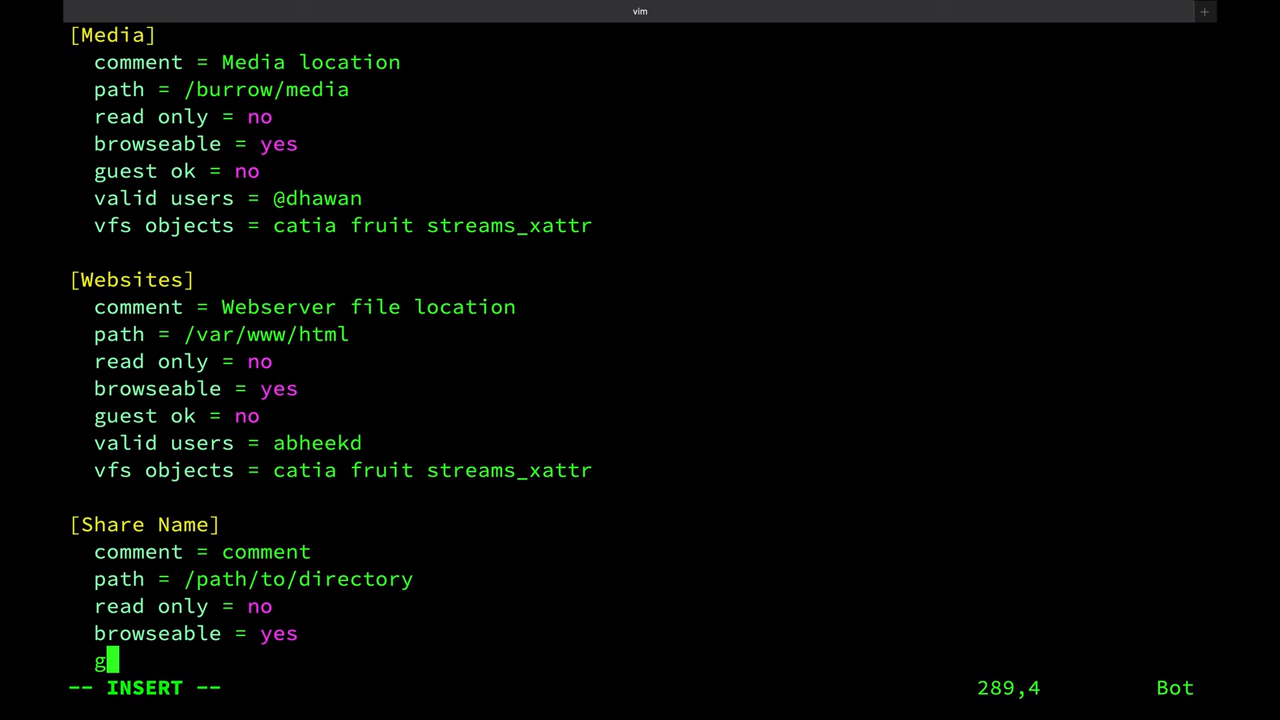 vim
[Media]
comment = Media location
path = /burrow/media
read only = no
browseable = yes
guest ok = no
valid users = @dhawan
vfs objects = catia fruit streams_xattr
[Websites]
comment = Webserver file location
path = /var/www/html
read only = no
browseable = yes
guest ok = no
valid users = abheekd
vfs objects = catia fruit streams_xattr
[Share Name]
comment = comment
path = /path/to/directory
read only = no
browseable = yes
g
-- INSERT -- 289,4 Bot